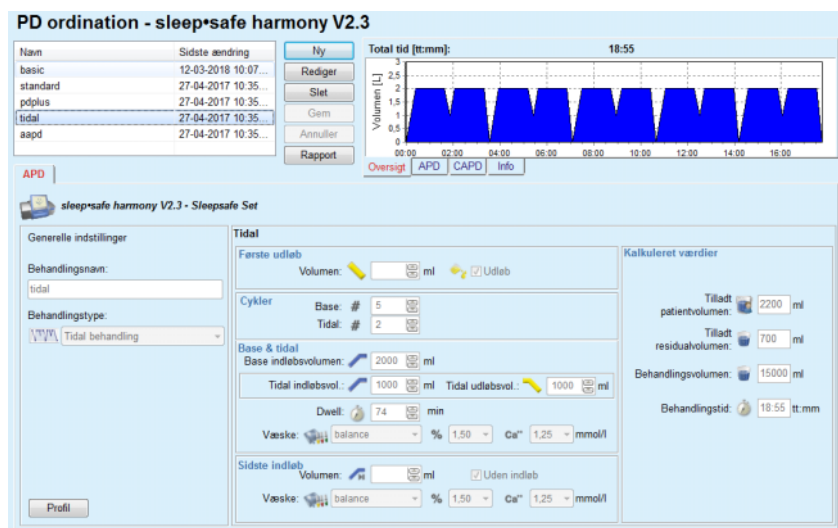 PD ordination - sleep•safe harmony V2.3
Navn Sidste ændring
basic 12-03-2018 10:07...
standard 27-04-2017 10:35...
pdplus 27-04-2017 10:35...
tidal 27-04-2017 10:35...
aapd 27-04-2017 10:35...
Ny
Rediger
Slet
Gem
Annuller
Rapport
Total tid [tt:mm]: 18:55
Volumen [L]
3
2,5
2
1,5
1
0,5
0
00:00 02:00 04:00 06:00 08:00 10:00 12:00 14:00 16:00
Oversigt APD CAPD Info
APD
sleep•safe harmony V2.3 - Sleepsafe Set
Generelle indstillinger
Behandlingsnavn:
tidal
Behandlingstype:
Tidal behandling
Profil
Tidal
Første udløb
Volumen: ml Udløb
Cykler
Base: # 5
Tidal: # 2
Base & tidal
Base indløbsvolumen: 2000 ml
Tidal indløbsvol.: 1000 ml Tidal udløbsvol.: 1000 ml
Dwell: 74 min
Væske: balance % 1,50 Ca⁺⁺ 1,25 mmol/l
Sidste indløb
Volumen: ml Uden indløb
Væske: balance % 1,50 Ca⁺⁺ 1,25 mmol/l
Kalkuleret værdier
Tilladt
patientvolumen: 2200 ml
Tilladt
residualvolumen: 700 ml
Behandlingsvolumen: 15000 ml
Behandlingstid: 18:55 tt:mm